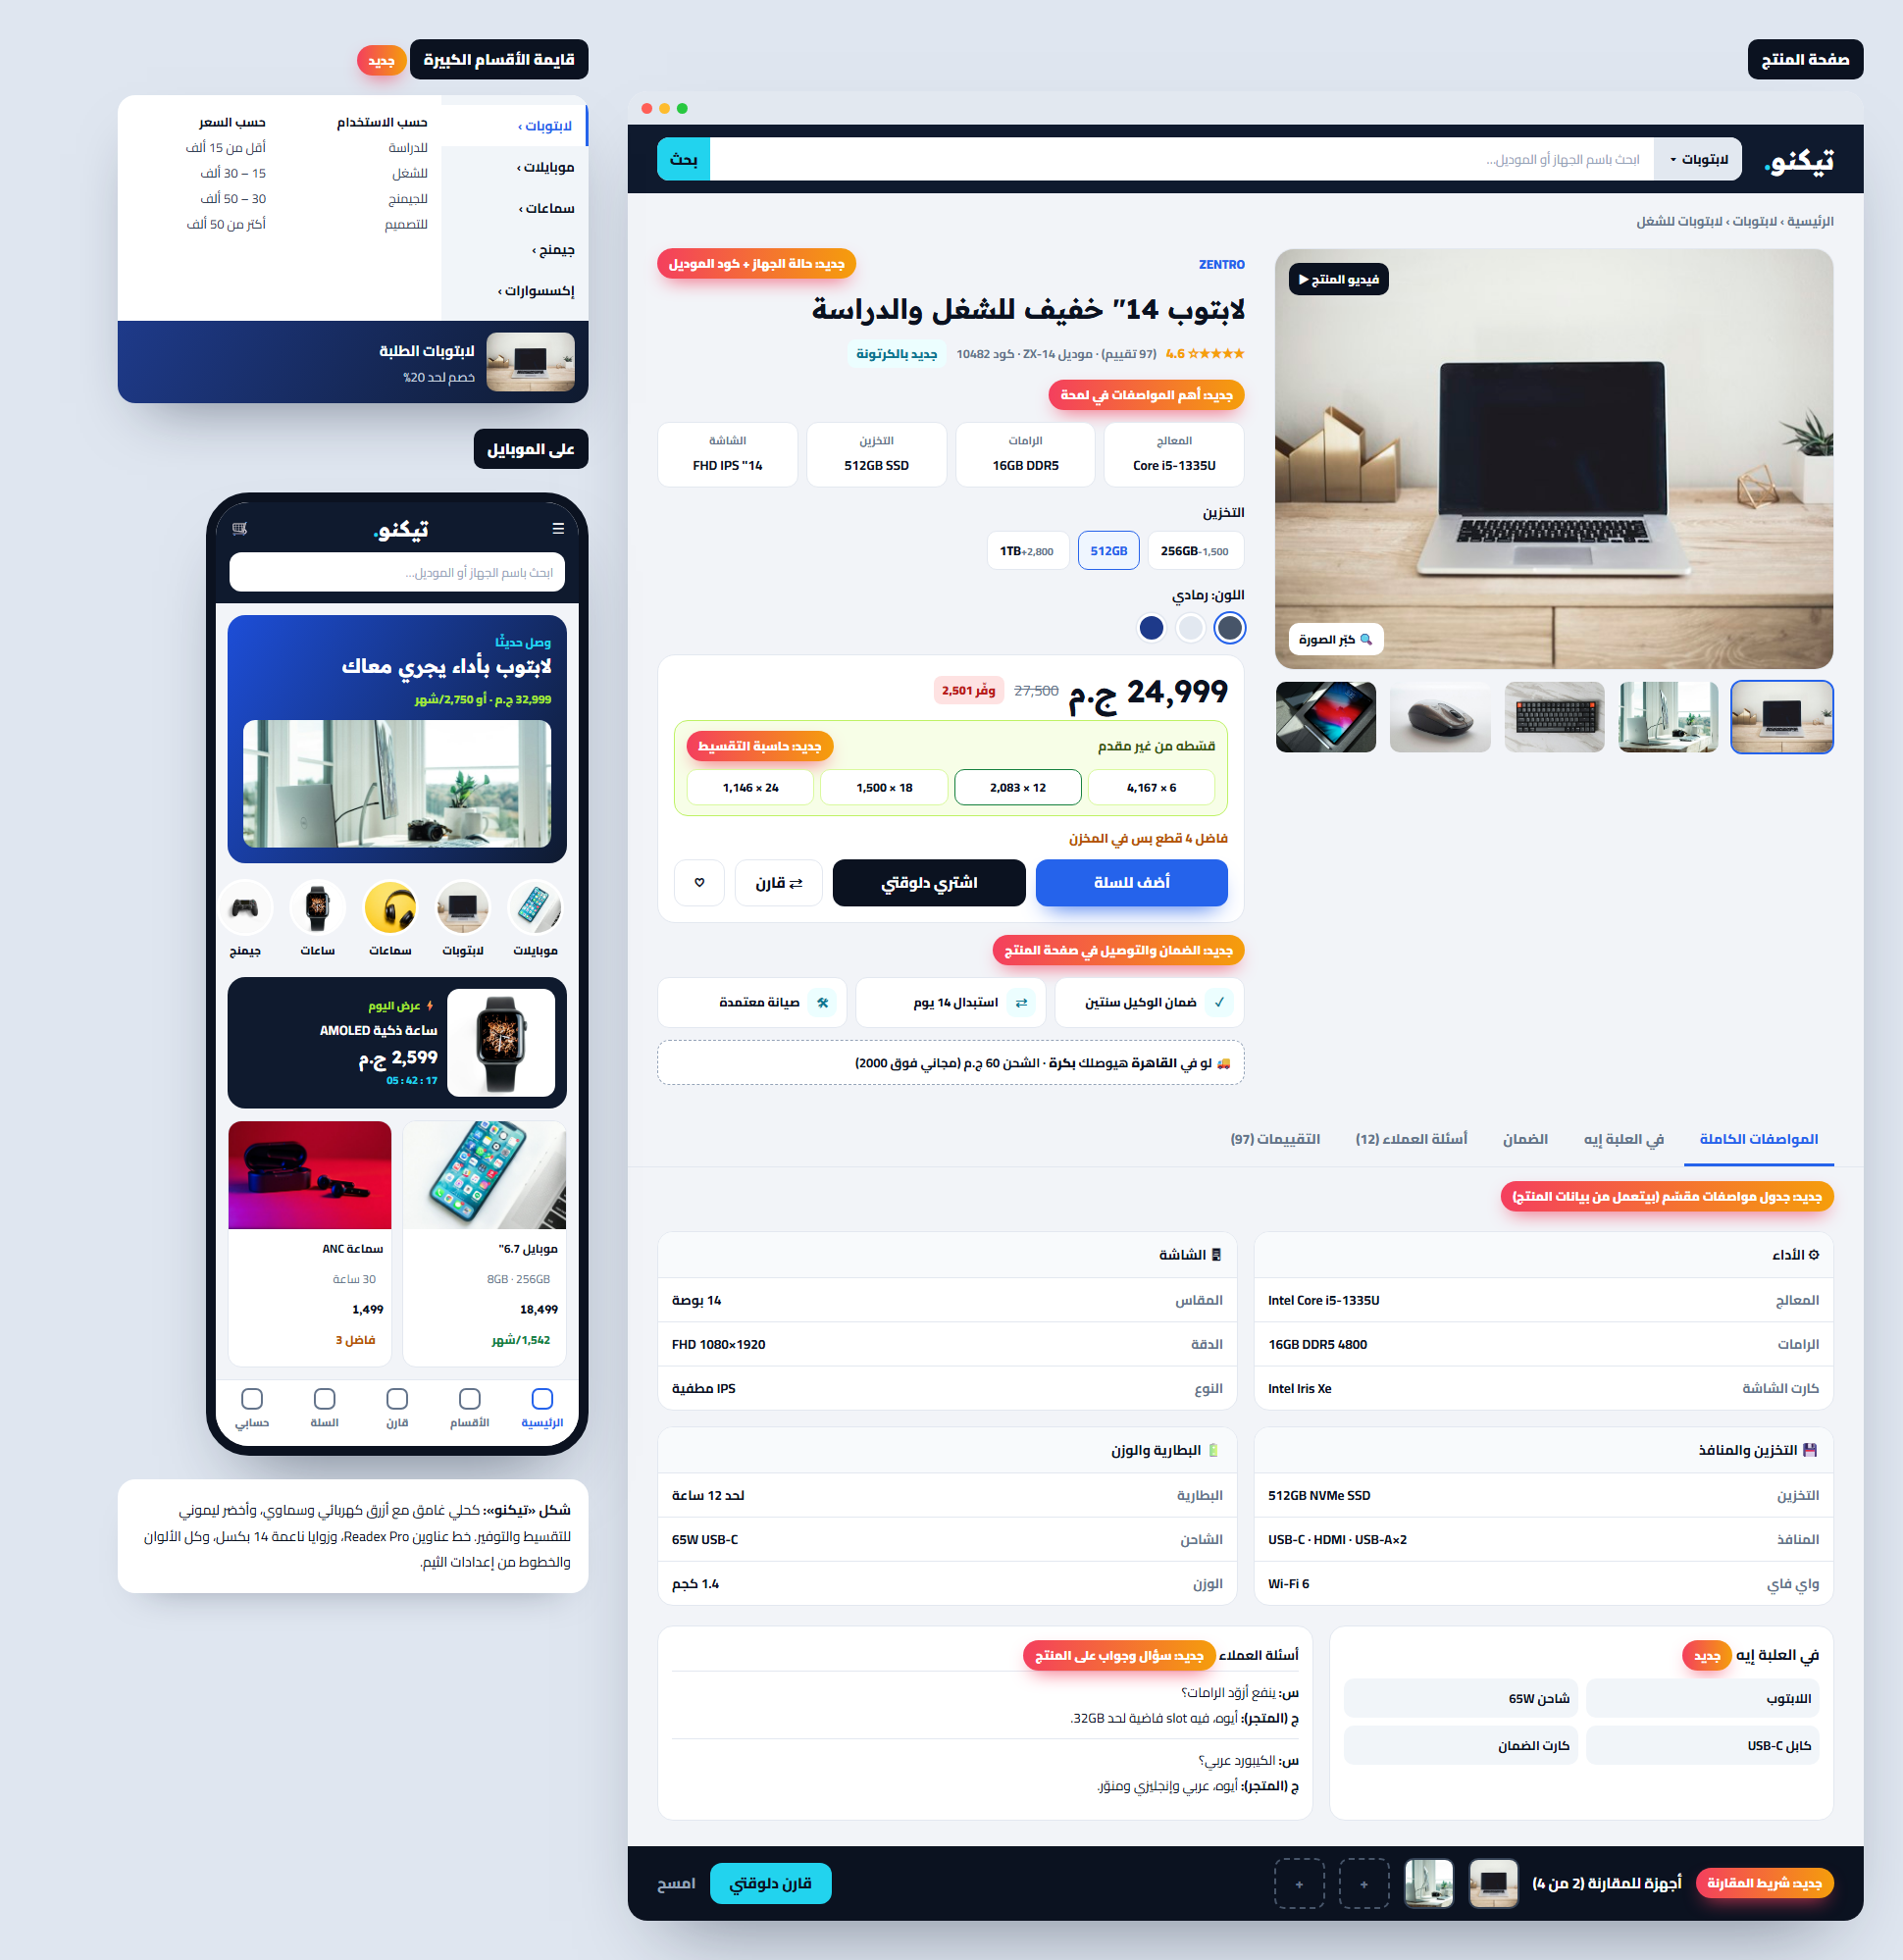 صفحة المنتج
تيكنو.
لابتوبات
ابحث باسم الجهاز أو الموديل...
بحث
الرئيسية › لابتوبات › لابتوبات للشغل
فيديو المنتج ▶
🔍 كبّر الصورة
ZENTRO
جديد: حالة الجهاز + كود الموديل
لابتوب 14" خفيف للشغل والدراسة
★★★★☆ 4.6 (97 تقييم) · موديل ZX-14 · كود 10482 جديد بالكرتونة
جديد: أهم المواصفات في لمحة
المعالج
Core i5-1335U
الرامات
16GB DDR5
التخزين
512GB SSD
الشاشة
14" FHD IPS
التخزين
256GB -1,500
512GB
1TB +2,800
اللون: رمادي
24,999 ج.م 27,500 وفّر 2,501
قسّطه من غير مقدم
جديد: حاسبة التقسيط
6 × 4,167
12 × 2,083
18 × 1,500
24 × 1,146
فاضل 4 قطع بس في المخزن
أضف للسلة
اشتري دلوقتي
⇄ قارن
♡
جديد: الضمان والتوصيل في صفحة المنتج
✓ ضمان الوكيل سنتين
⇄ استبدال 14 يوم
🛠 صيانة معتمدة
🚚 لو في القاهرة هيوصلك بكرة · الشحن 60 ج.م (مجاني فوق 2000)
المواصفات الكاملة
في العلبة إيه
الضمان
أسئلة العملاء (12)
التقييمات (97)
جديد: جدول مواصفات مقسّم (بيتعمل من بيانات المنتج)
⚙ الأداء
المعالج Intel Core i5-1335U
الرامات 16GB DDR5 4800
كارت الشاشة Intel Iris Xe
الشاشة
المقاس 14 بوصة
الدقة FHD 1080×1920
النوع IPS مطفية
💾 التخزين والمنافذ
التخزين 512GB NVMe SSD
المنافذ USB-C · HDMI · USB-A×2
واي فاي Wi-Fi 6
🔋 البطارية والوزن
البطارية لحد 12 ساعة
الشاحن 65W USB-C
الوزن 1.4 كجم
في العلبة إيه جديد
اللابتوب
شاحن 65W
كابل USB-C
كارت الضمان
أسئلة العملاء جديد: سؤال وجواب على المنتج
س: ينفع أزوّد الرامات؟
ج (المتجر): أيوه، فيه slot فاضية لحد 32GB.
س: الكيبورد عربي؟
ج (المتجر): أيوه، عربي وإنجليزي ومنوّر.
جديد: شريط المقارنة
أجهزة للمقارنة (2 من 4)
+
+
قارن دلوقتي
امسح
قايمة الأقسام الكبيرة جديد
لابتوبات ›
موبايلات ›
سماعات ›
جيمنج ›
إكسسوارات ›
حسب الاستخدام
للدراسة
للشغل
للجيمنج
للتصميم
حسب السعر
أقل من 15 ألف
15 – 30 ألف
30 – 50 ألف
أكتر من 50 ألف
لابتوبات الطلبة
خصم لحد 20%
على الموبايل
☰
تيكنو.
ابحث باسم الجهاز أو الموديل...
وصل حديثًا
لابتوب بأداء يجري معاك
32,999 ج.م · أو 2,750/شهر
موبايلات
لابتوبات
سماعات
ساعات
جيمنج
⚡ عرض اليوم
ساعة ذكية AMOLED
2,599 ج.م
05 : 42 : 17
موبايل 6.7"
8GB · 256GB
18,499
1,542/شهر
سماعة ANC
30 ساعة
1,499
فاضل 3
الرئيسية
الأقسام
قارن
السلة
حسابي
شكل «تيكنو»: كحلي غامق مع أزرق كهربائي وسماوي، وأخضر ليموني
للتقسيط والتوفير. خط عناوين Readex Pro، وزوايا ناعمة 14 بكسل، وكل الألوان
والخطوط من إعدادات الثيم.